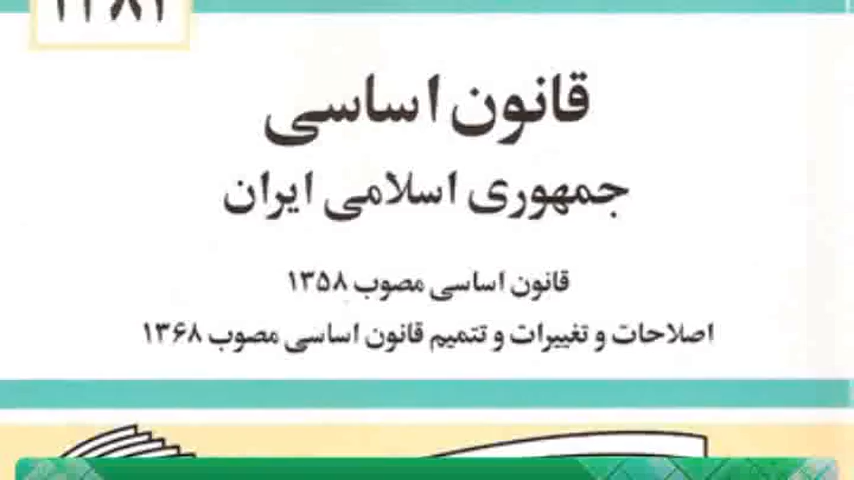 قانون اساسی
جمهوری اسلامی ایران
قانون اساسی مصوب ۱۳۵۸
اصلاحات و تغییرات و تتمیم قانون اساسی مصوب ۱۳۶۸